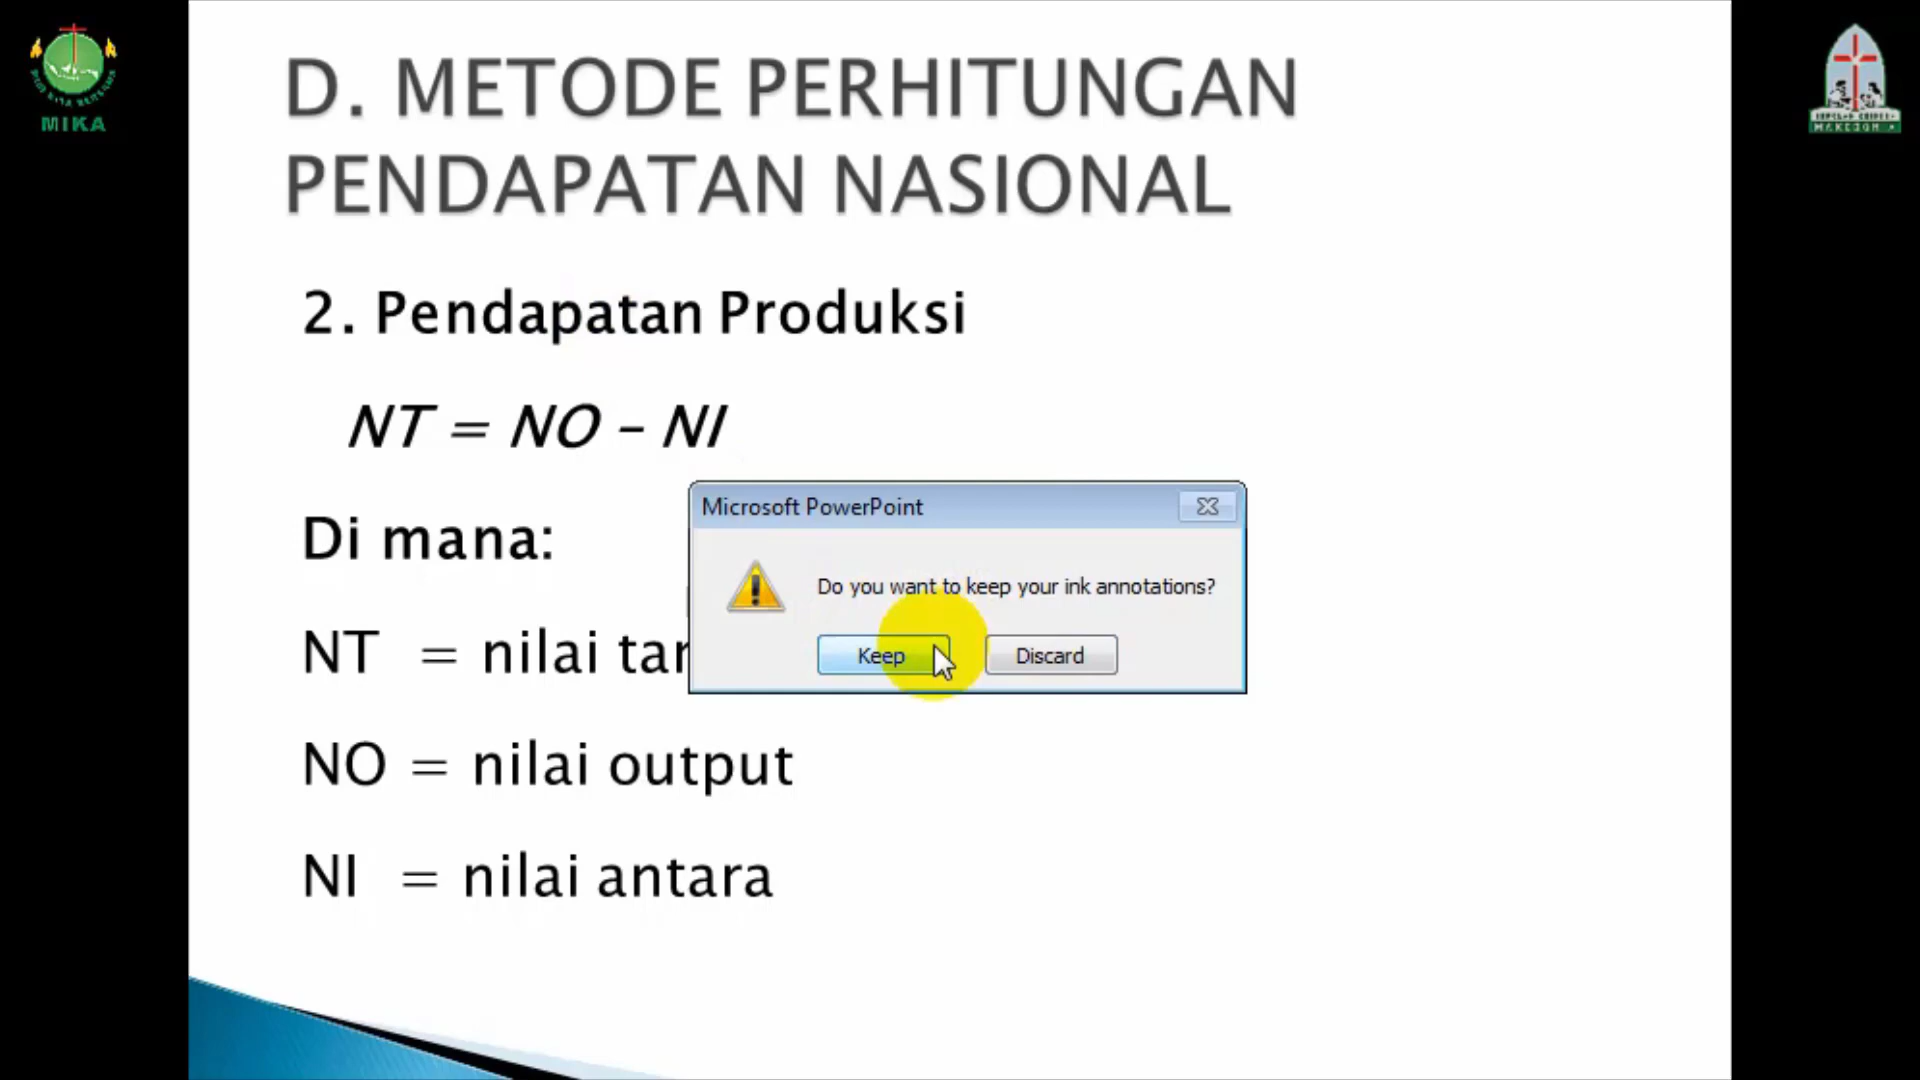 D. METODE PERHITUNGAN
PENDAPATAN NASIONAL
2. Pendapatan Produksi
NT = NO – NI
Di mana:
NT = nilai
NO = nilai output
NI = nilai antara
Microsoft PowerPoint
Do you want to keep your ink annotations?
Keep
Discard
MIKA